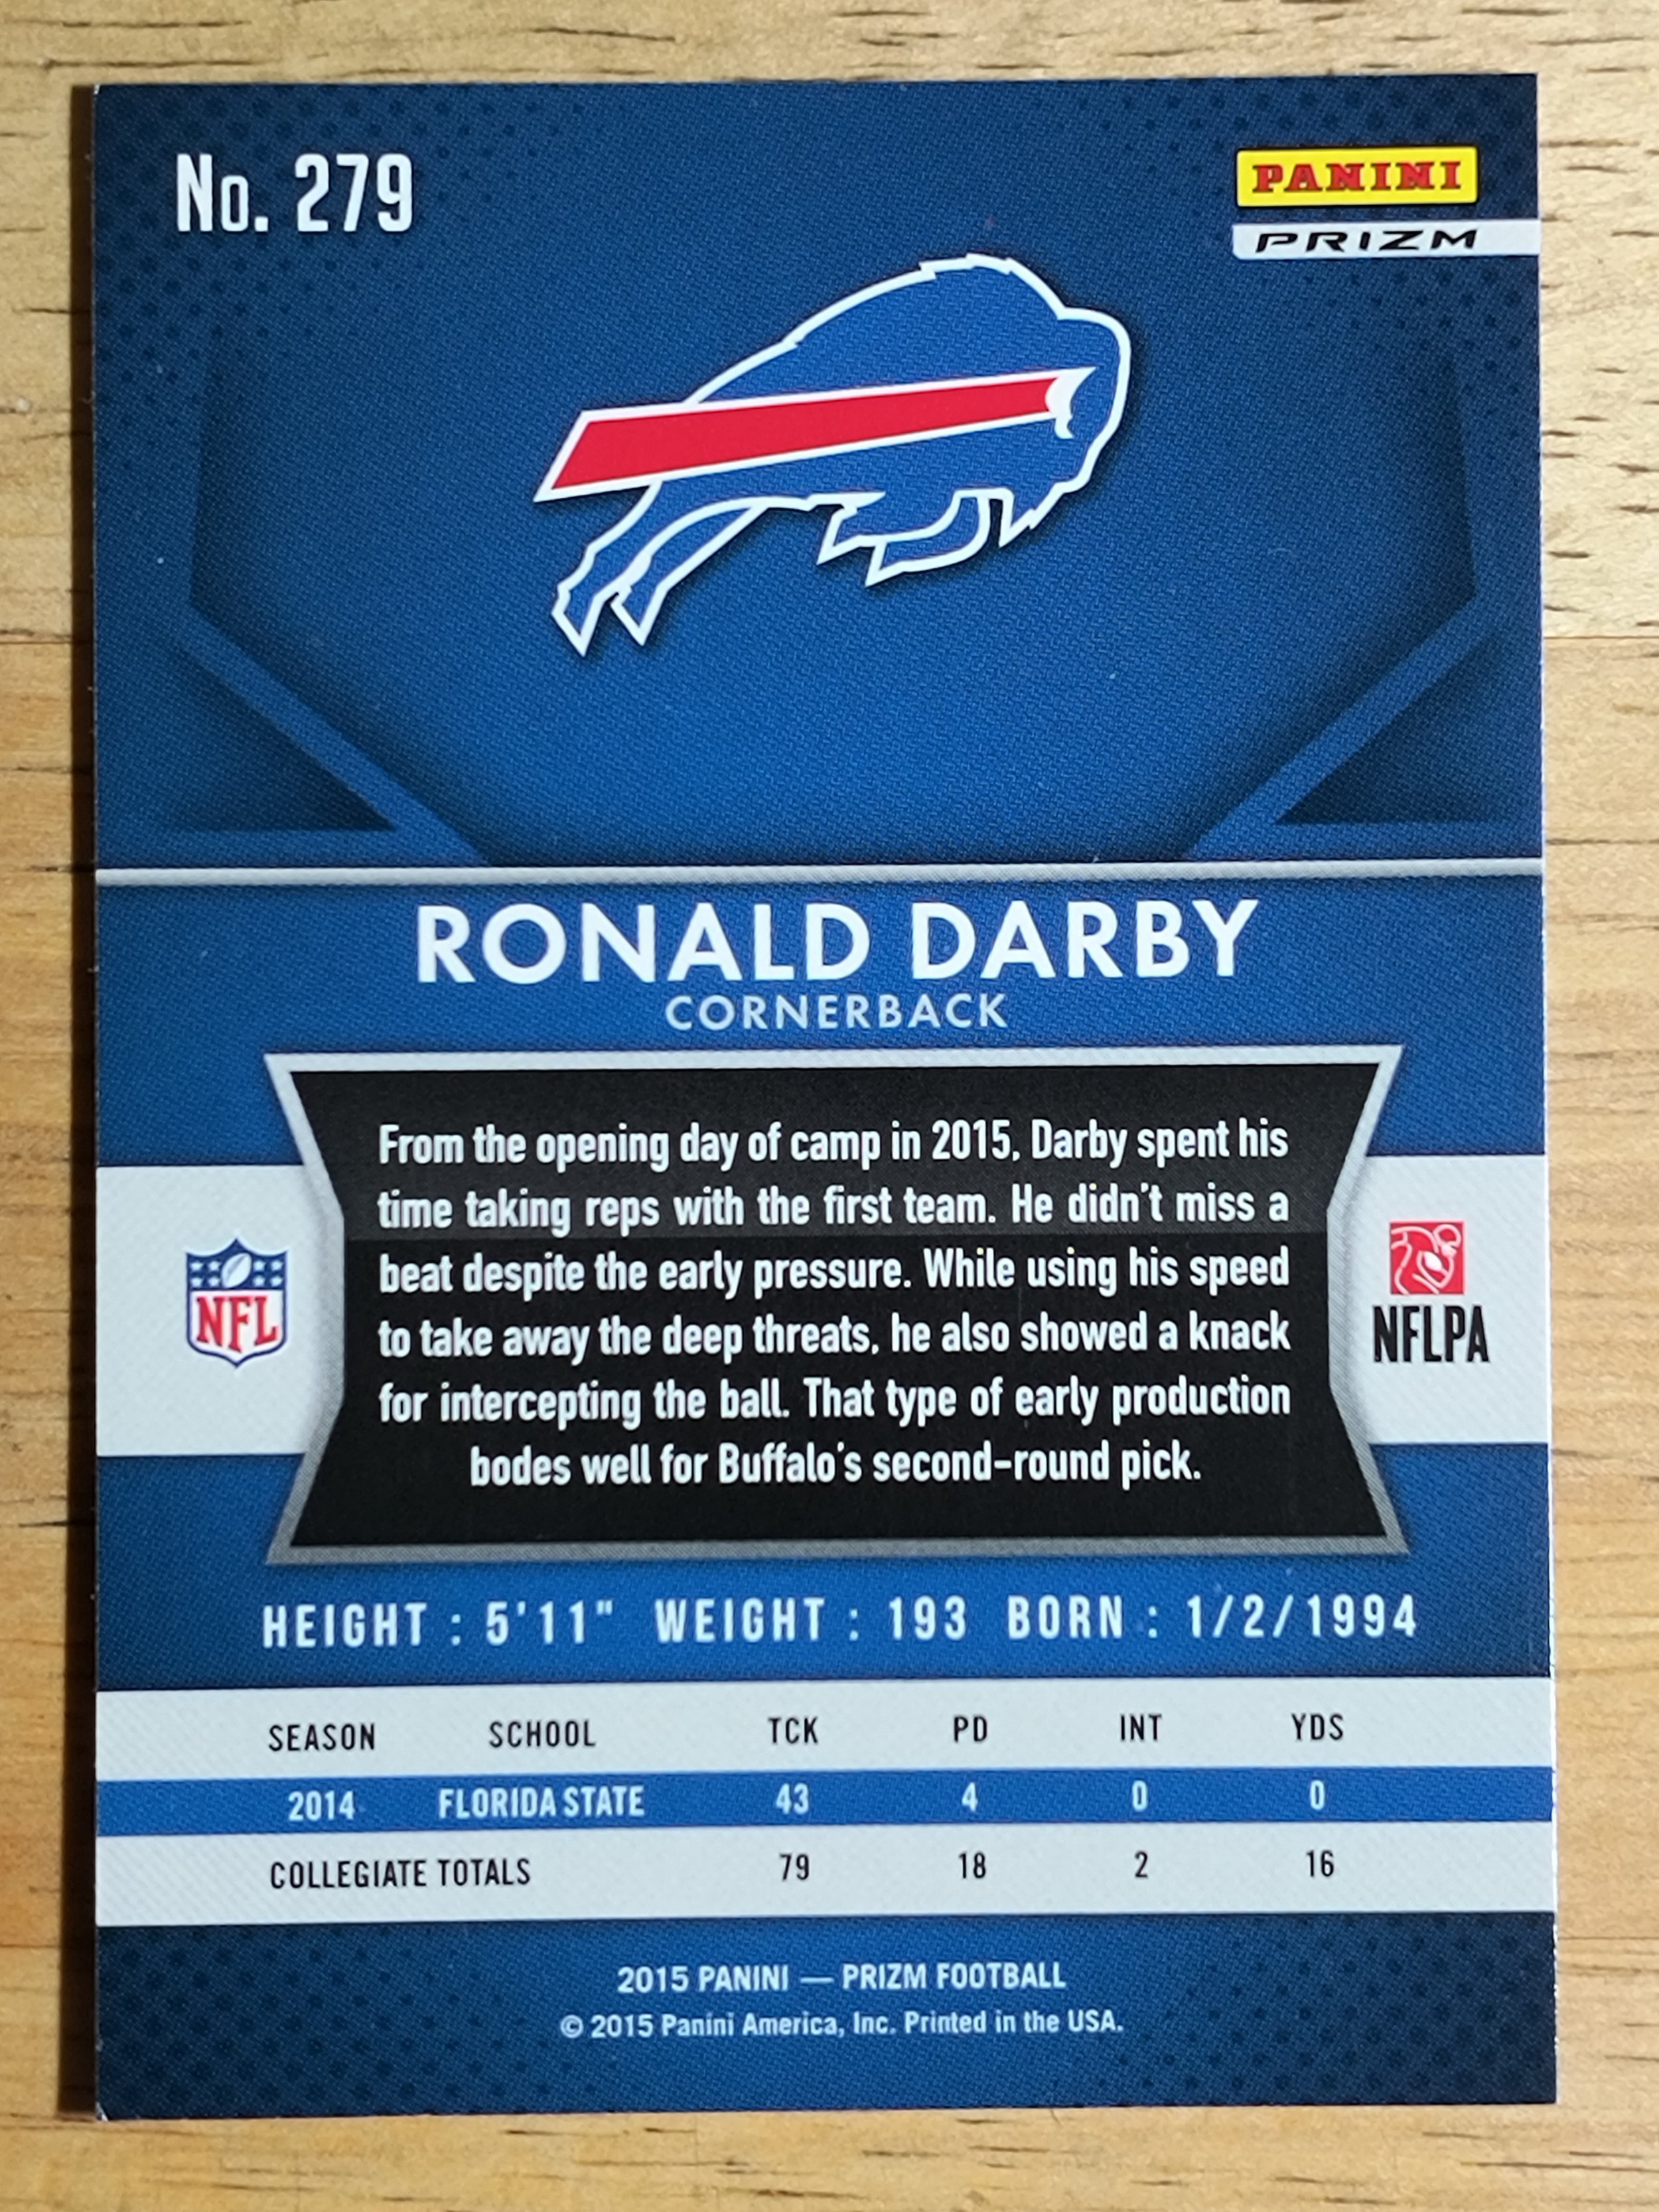 No. 279
PANINI
PRIZM
RONALD DARBY
CORNERBACK
From the opening day of camp in 2015, Darby spent his
time taking reps with the first team. He didn't miss a
beat despite the early pressure. While using his speed
to take away the deep threats, he also showed a knack
for intercepting the ball. That type of early production
bodes well for Buffalo's second-round pick.
NFL
NFLPA
HEIGHT : 5'11" WEIGHT : 193 BORN : 1/2/1994
SEASON SCHOOL TCK PD INT YDS
2014 FLORIDA STATE 43 4 0 0
COLLEGIATE TOTALS 79 18 2 16
2015 PANINI — PRIZM FOOTBALL
© 2015 Panini America, Inc. Printed in the USA.